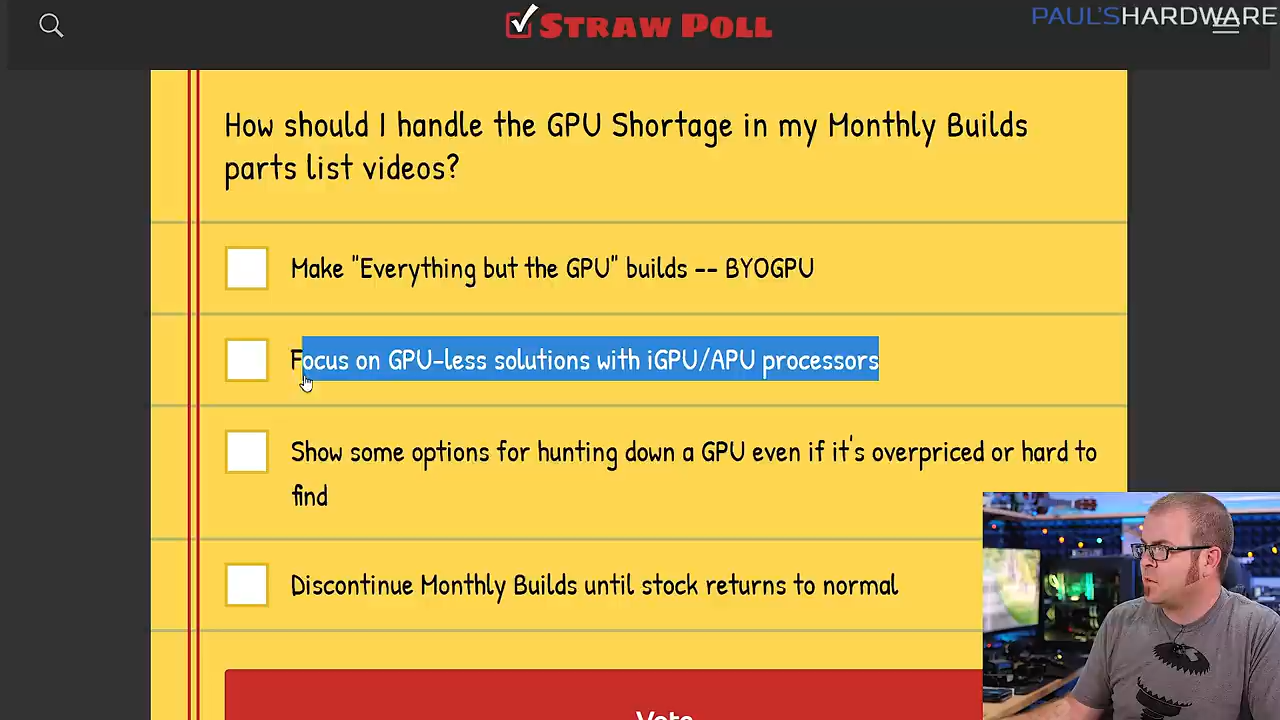 STRAW POLL
PAUL'SHARDWARE
How should I handle the GPU Shortage in my Monthly Builds
parts list videos?
Make "Everything but the GPU" builds -- BYOGPU
Focus on GPU-less solutions with iGPU/APU processors
Show some options for hunting down a GPU even if it's overpriced or hard to
find
Discontinue Monthly Builds until stock returns to normal
Vote